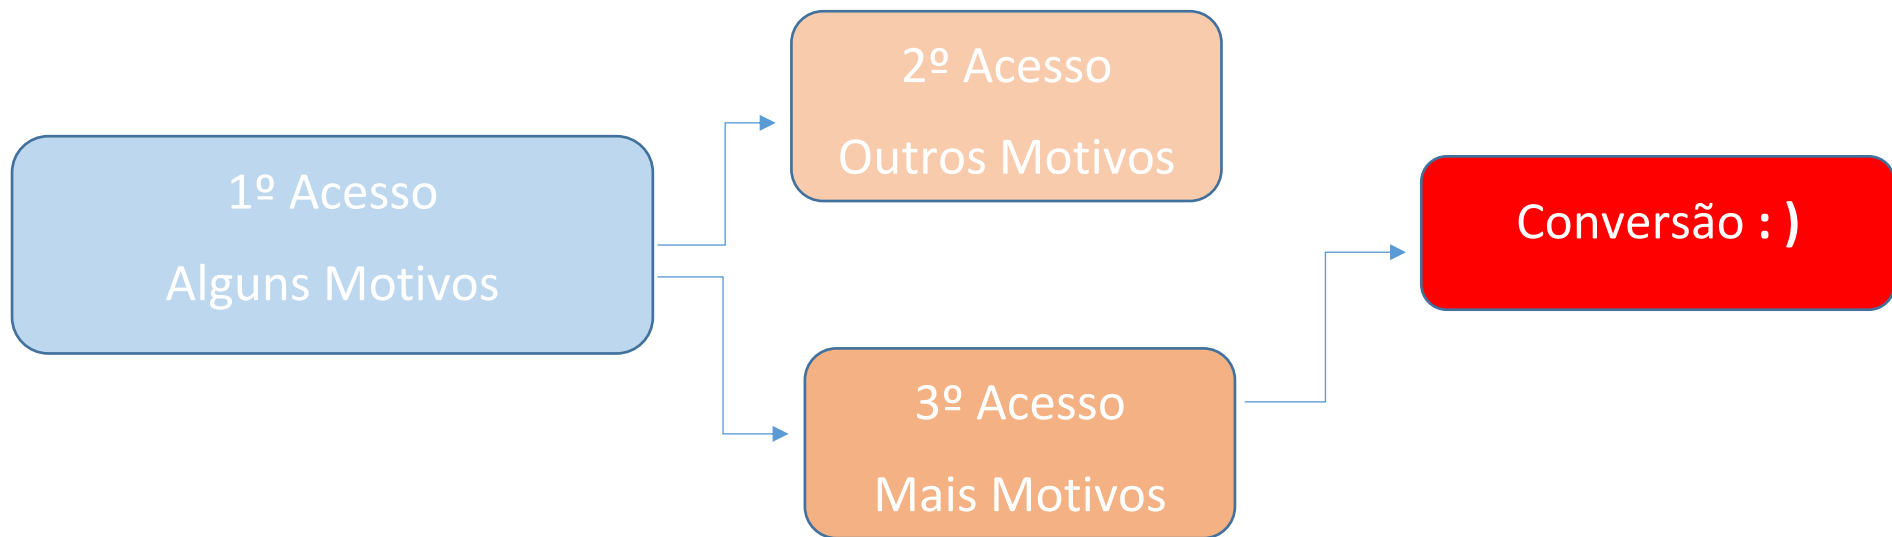 1º Acesso
Alguns Motivos
2º Acesso
Outros Motivos
3º Acesso
Mais Motivos
Conversão : )